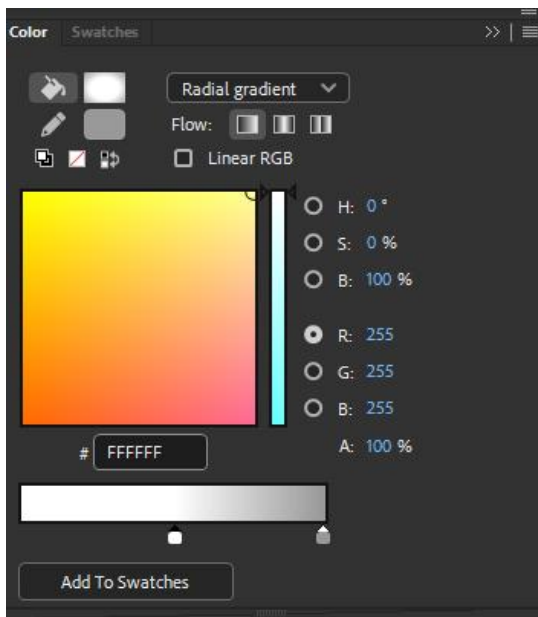 Color Swatches
Radial gradient
Flow:
Linear RGB
H: 0 °
S: 0 %
B: 100 %
R: 255
G: 255
B: 255
# FFFFFF A: 100 %
Add To Swatches